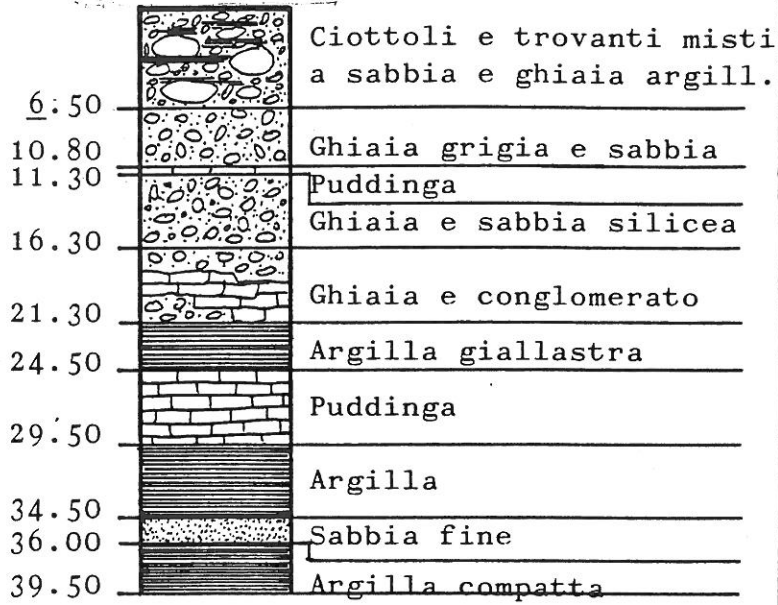 Ciottoli e trovanti misti
a sabbia e ghiaia argill.
6.50
10.80 Ghiaia grigia e sabbia
11.30 Puddinga
Ghiaia e sabbia silicea
16.30
Ghiaia e conglomerato
21.30
Argilla giallastra
24.50
Puddinga
29.50
Argilla
34.50
Sabbia fine
36.00
39.50 Argilla compatta